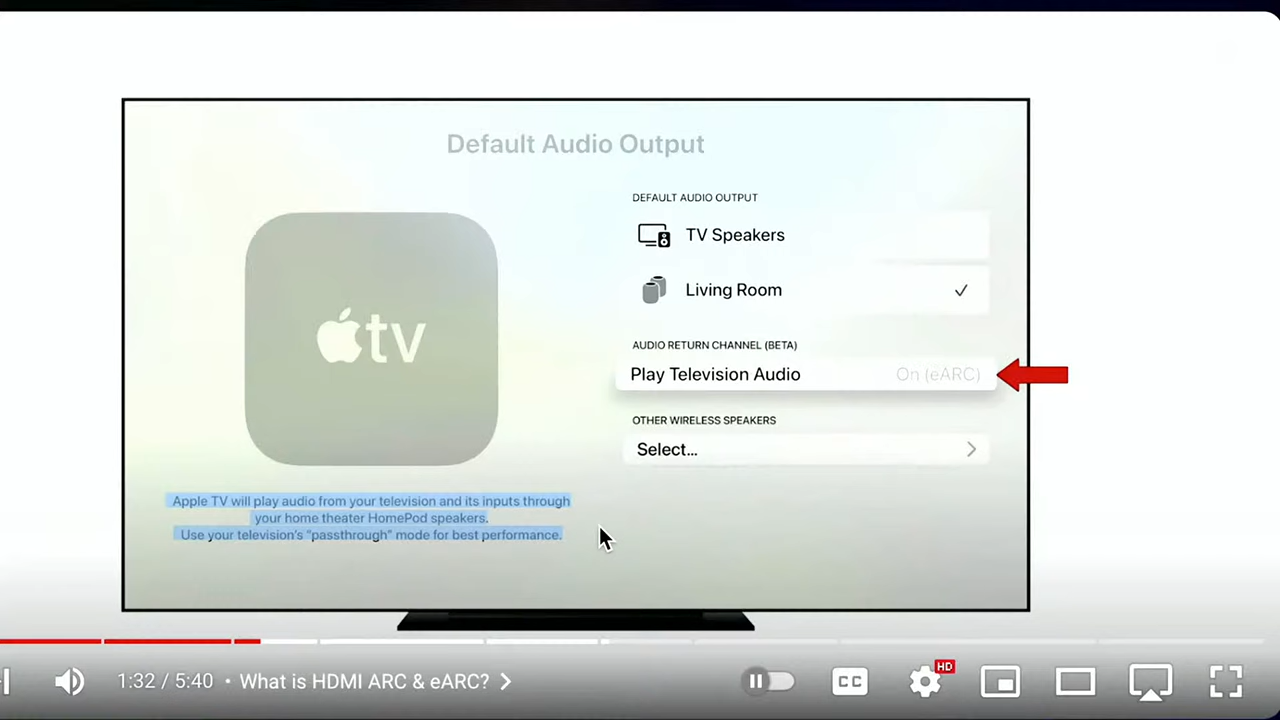 Default Audio Output
DEFAULT AUDIO OUTPUT
TV Speakers
Living Room
AUDIO RETURN CHANNEL (BETA)
Play Television Audio On (eARC)
OTHER WIRELESS SPEAKERS
Select...
tv
Apple TV will play audio from your television and its inputs through
your home theater HomePod speakers.
Use your television's "passthrough" mode for best performance.
1:32 / 5:40 • What is HDMI ARC & eARC?
CC
HD